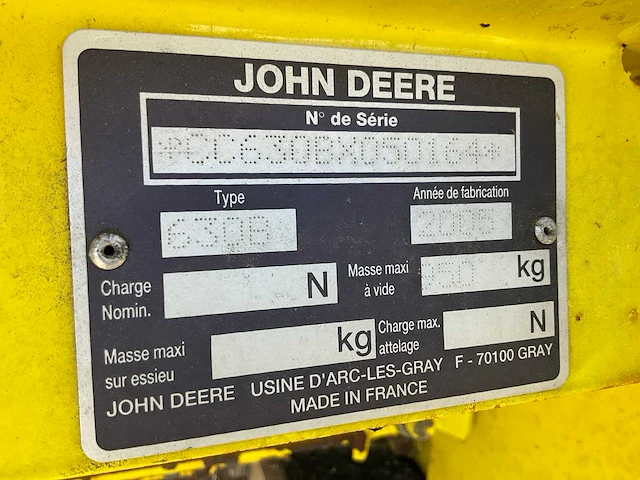 JOHN DEERE
N° de Série
*CC630BX050164*
Type
Année de fabrication
630B
Charge Nomin.
N
Masse maxi à vide
kg
Masse maxi sur essieu
kg
Charge max. attelage
N
JOHN DEERE USINE D'ARC-LES-GRAY F - 70100 GRAY
MADE IN FRANCE